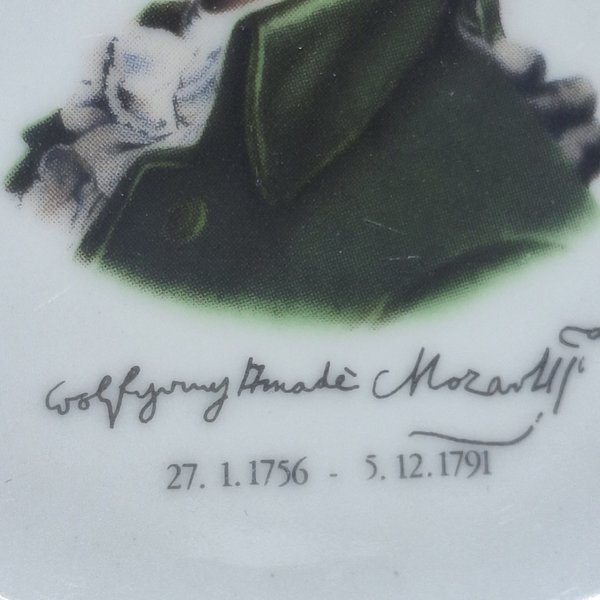 Wolfgang Amadè Mozart
27. 1. 1756 - 5. 12. 1791